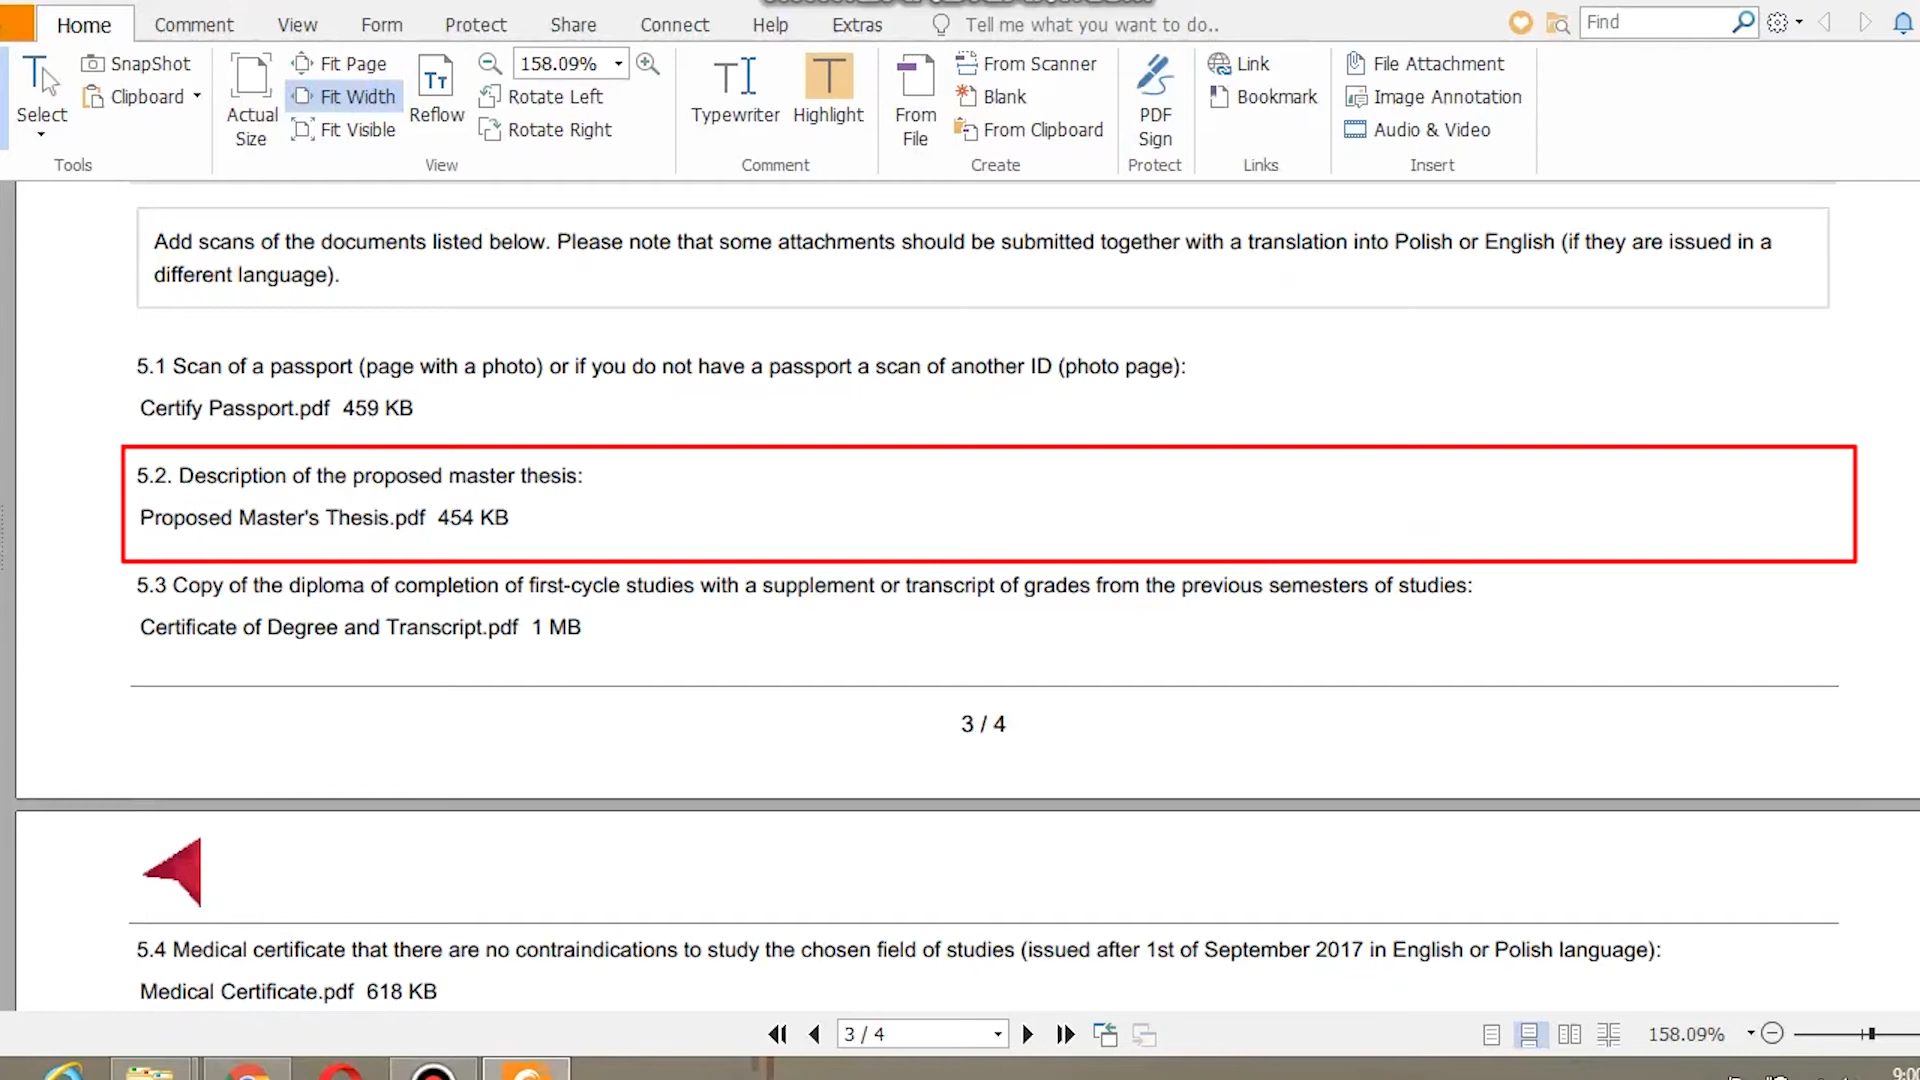 Home
Comment
View
Form
Protect
Share
Connect
Help
Extras
Tell me what you want to do..
Find
Select
SnapShot
Clipboard
Tools
Actual
Size
Fit Page
Fit Width
Fit Visible
Reflow
158.09%
Rotate Left
Rotate Right
View
Typewriter
Highlight
Comment
From
File
From Scanner
Blank
From Clipboard
Create
PDF
Sign
Protect
Link
Bookmark
Links
File Attachment
Image Annotation
Audio & Video
Insert
Add scans of the documents listed below. Please note that some attachments should be submitted together with a translation into Polish or English (if they are issued in a
different language).
5.1 Scan of a passport (page with a photo) or if you do not have a passport a scan of another ID (photo page):
Certify Passport.pdf 459 KB
5.2. Description of the proposed master thesis:
Proposed Master's Thesis.pdf 454 KB
5.3 Copy of the diploma of completion of first-cycle studies with a supplement or transcript of grades from the previous semesters of studies:
Certificate of Degree and Transcript.pdf 1 MB
3 / 4
5.4 Medical certificate that there are no contraindications to study the chosen field of studies (issued after 1st of September 2017 in English or Polish language):
Medical Certificate.pdf 618 KB
3 / 4
158.09%